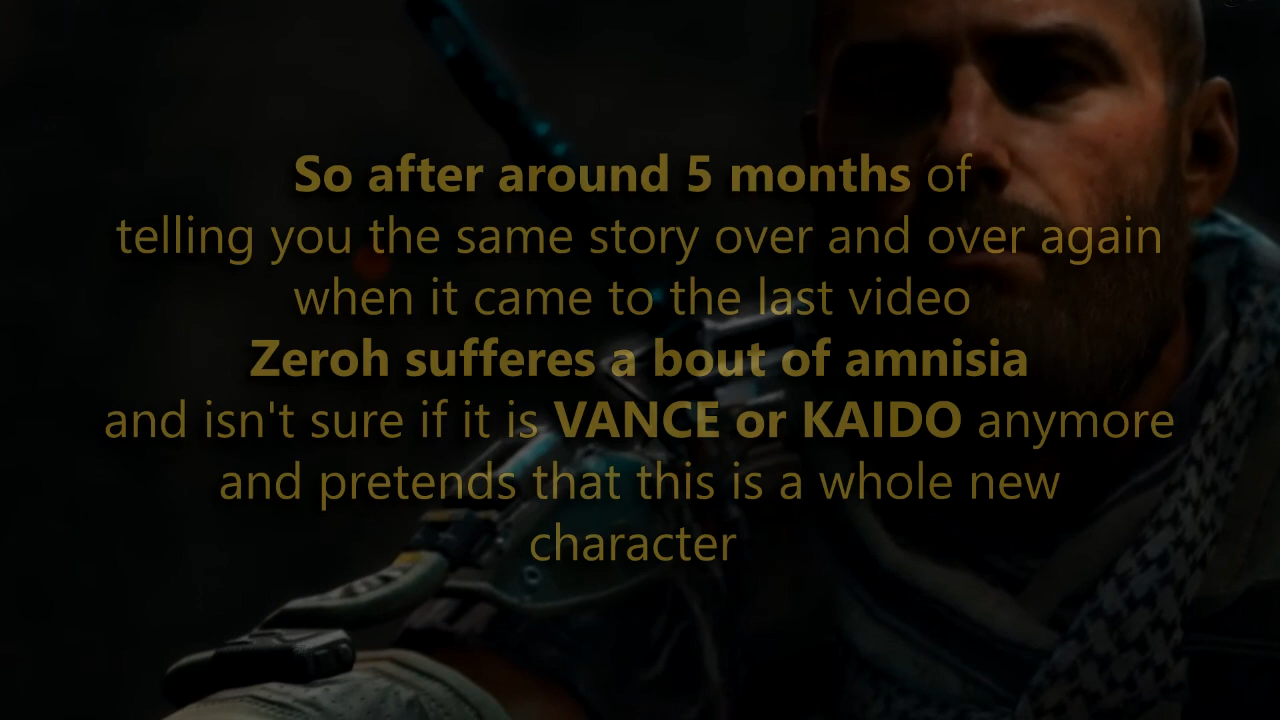 So after around 5 months of
telling you the same story over and over again
when it came to the last video
Zeroh sufferes a bout of amnisia
and isn't sure if it is VANCE or KAIDO anymore
and pretends that this is a whole new
character